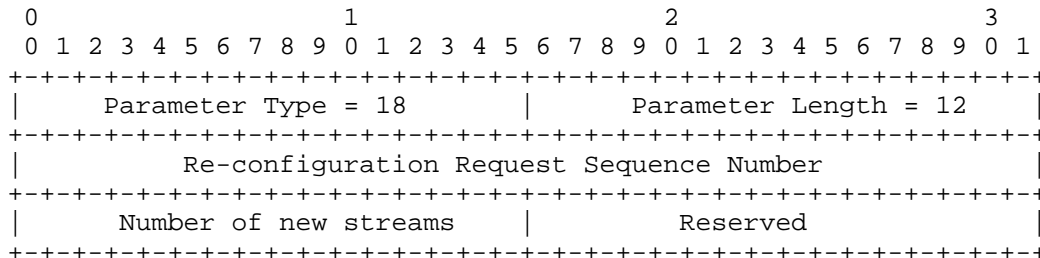 0                   1                   2                   3
 0 1 2 3 4 5 6 7 8 9 0 1 2 3 4 5 6 7 8 9 0 1 2 3 4 5 6 7 8 9 0 1
+-+-+-+-+-+-+-+-+-+-+-+-+-+-+-+-+-+-+-+-+-+-+-+-+-+-+-+-+-+-+-+-+
|     Parameter Type = 18       |      Parameter Length = 12    |
+-+-+-+-+-+-+-+-+-+-+-+-+-+-+-+-+-+-+-+-+-+-+-+-+-+-+-+-+-+-+-+-+
|          Re-configuration Request Sequence Number             |
+-+-+-+-+-+-+-+-+-+-+-+-+-+-+-+-+-+-+-+-+-+-+-+-+-+-+-+-+-+-+-+-+
|      Number of new streams    |         Reserved              |
+-+-+-+-+-+-+-+-+-+-+-+-+-+-+-+-+-+-+-+-+-+-+-+-+-+-+-+-+-+-+-+-+